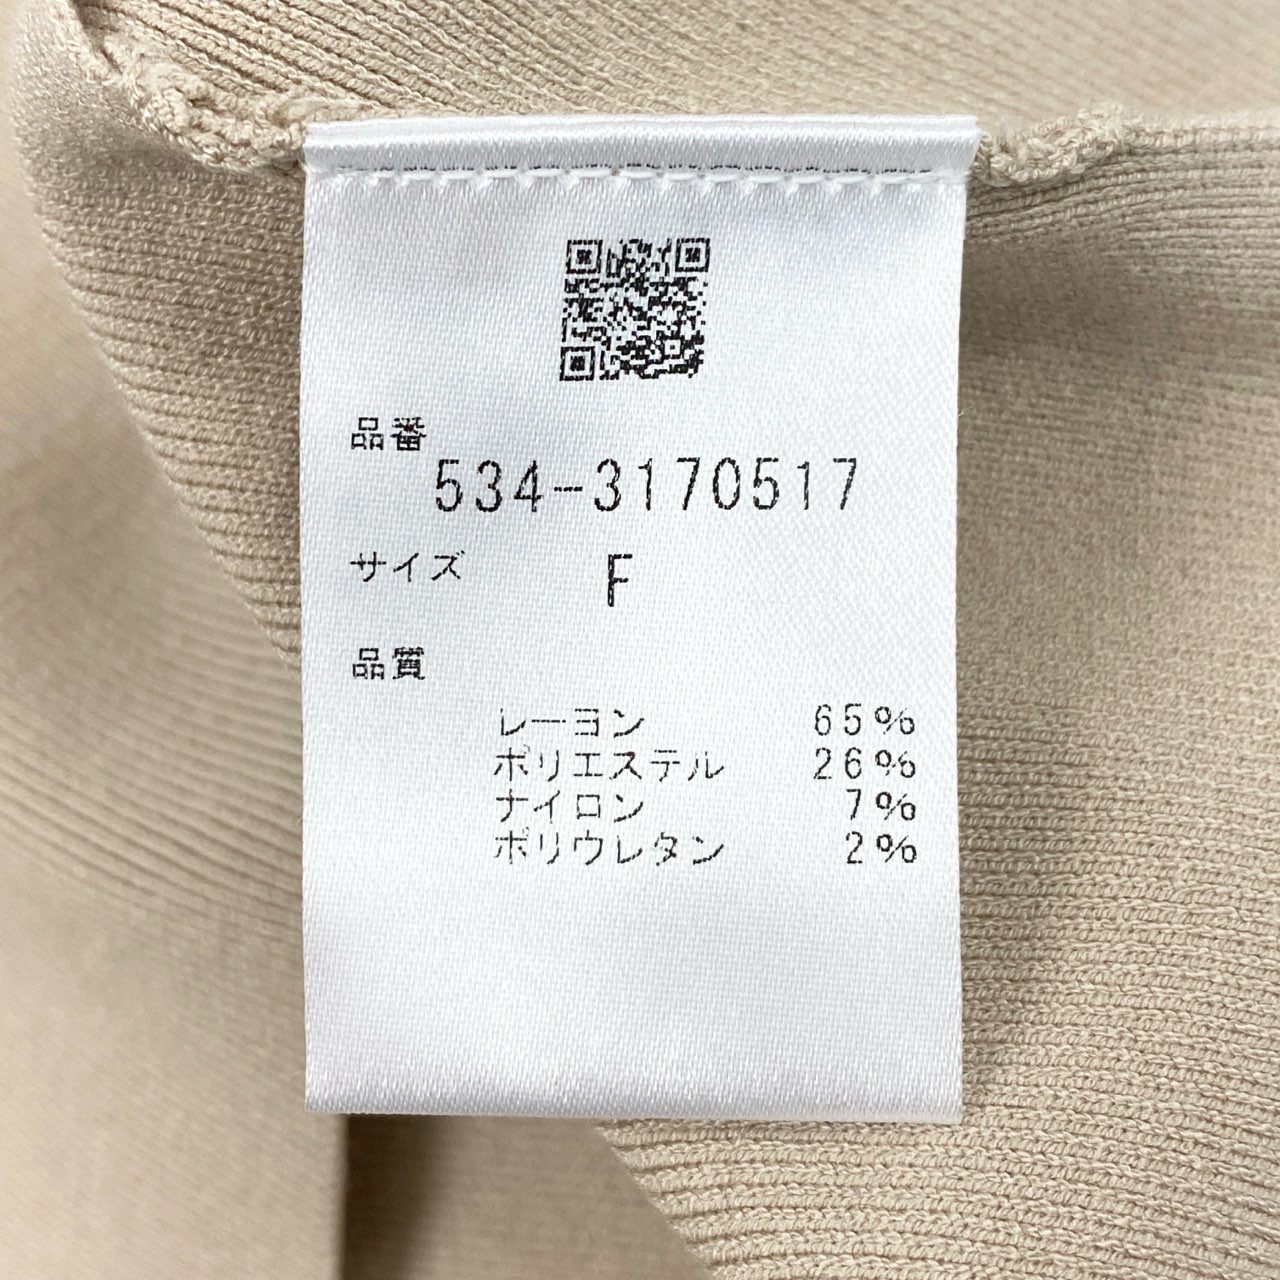 品番
534-3170517
サイズ F
品質
レーヨン 65%
ポリエステル 26%
ナイロン 7%
ポリウレタン 2%